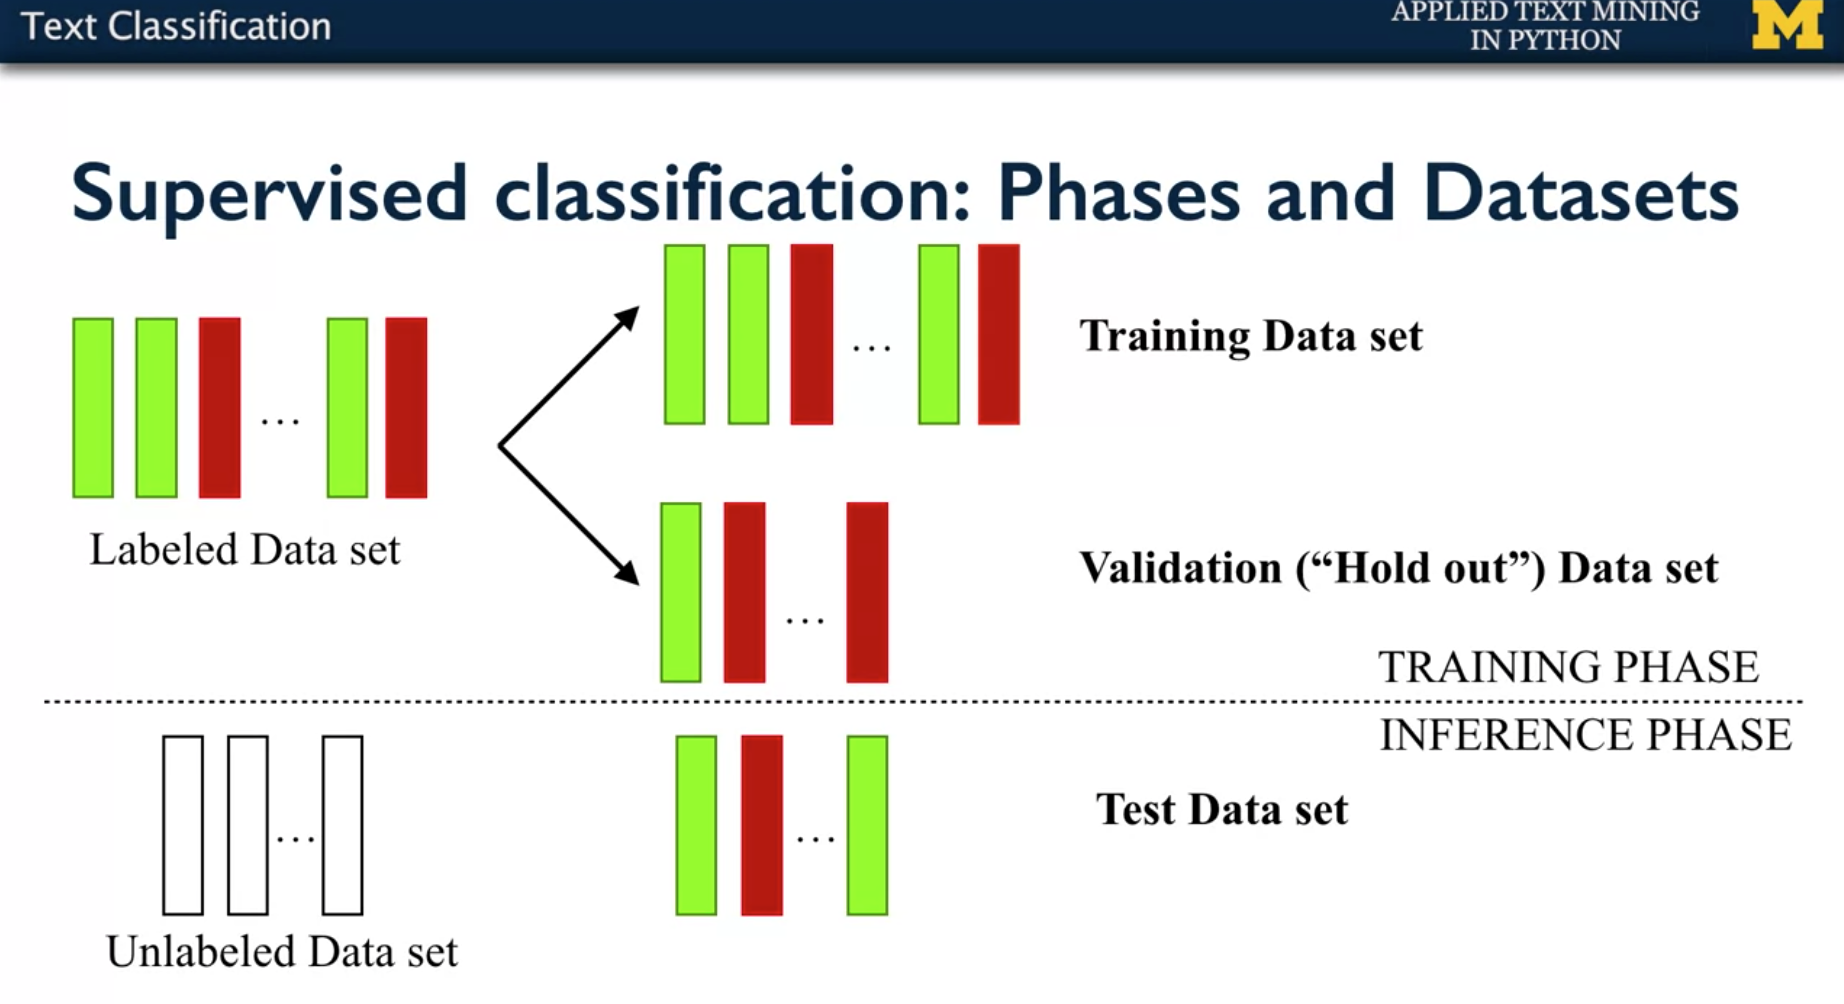 Text Classification
APPLIED TEXT MINING
IN PYTHON
M
Supervised classification: Phases and Datasets
...
Training Data set
...
Labeled Data set
Validation (“Hold out”) Data set
...
TRAINING PHASE
INFERENCE PHASE
...
...
Test Data set
Unlabeled Data set